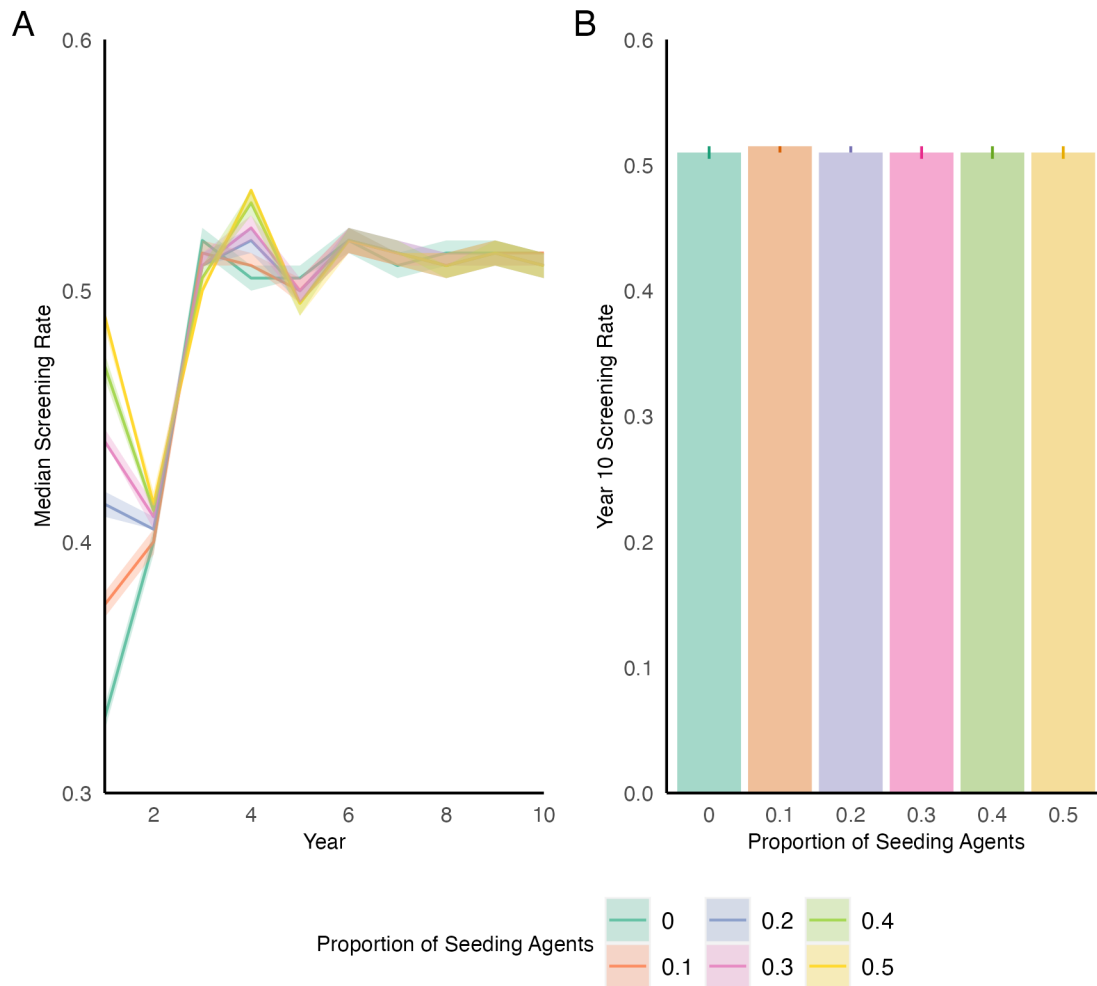 A
0.6
0.5
0.4
0.3
Median Screening Rate
2 4 6 8 10
Year
B
0.6
0.5
0.4
0.3
0.2
0.1
0.0
Year 10 Screening Rate
0 0.1 0.2 0.3 0.4 0.5
Proportion of Seeding Agents
Proportion of Seeding Agents
0 0.2 0.4
0.1 0.3 0.5